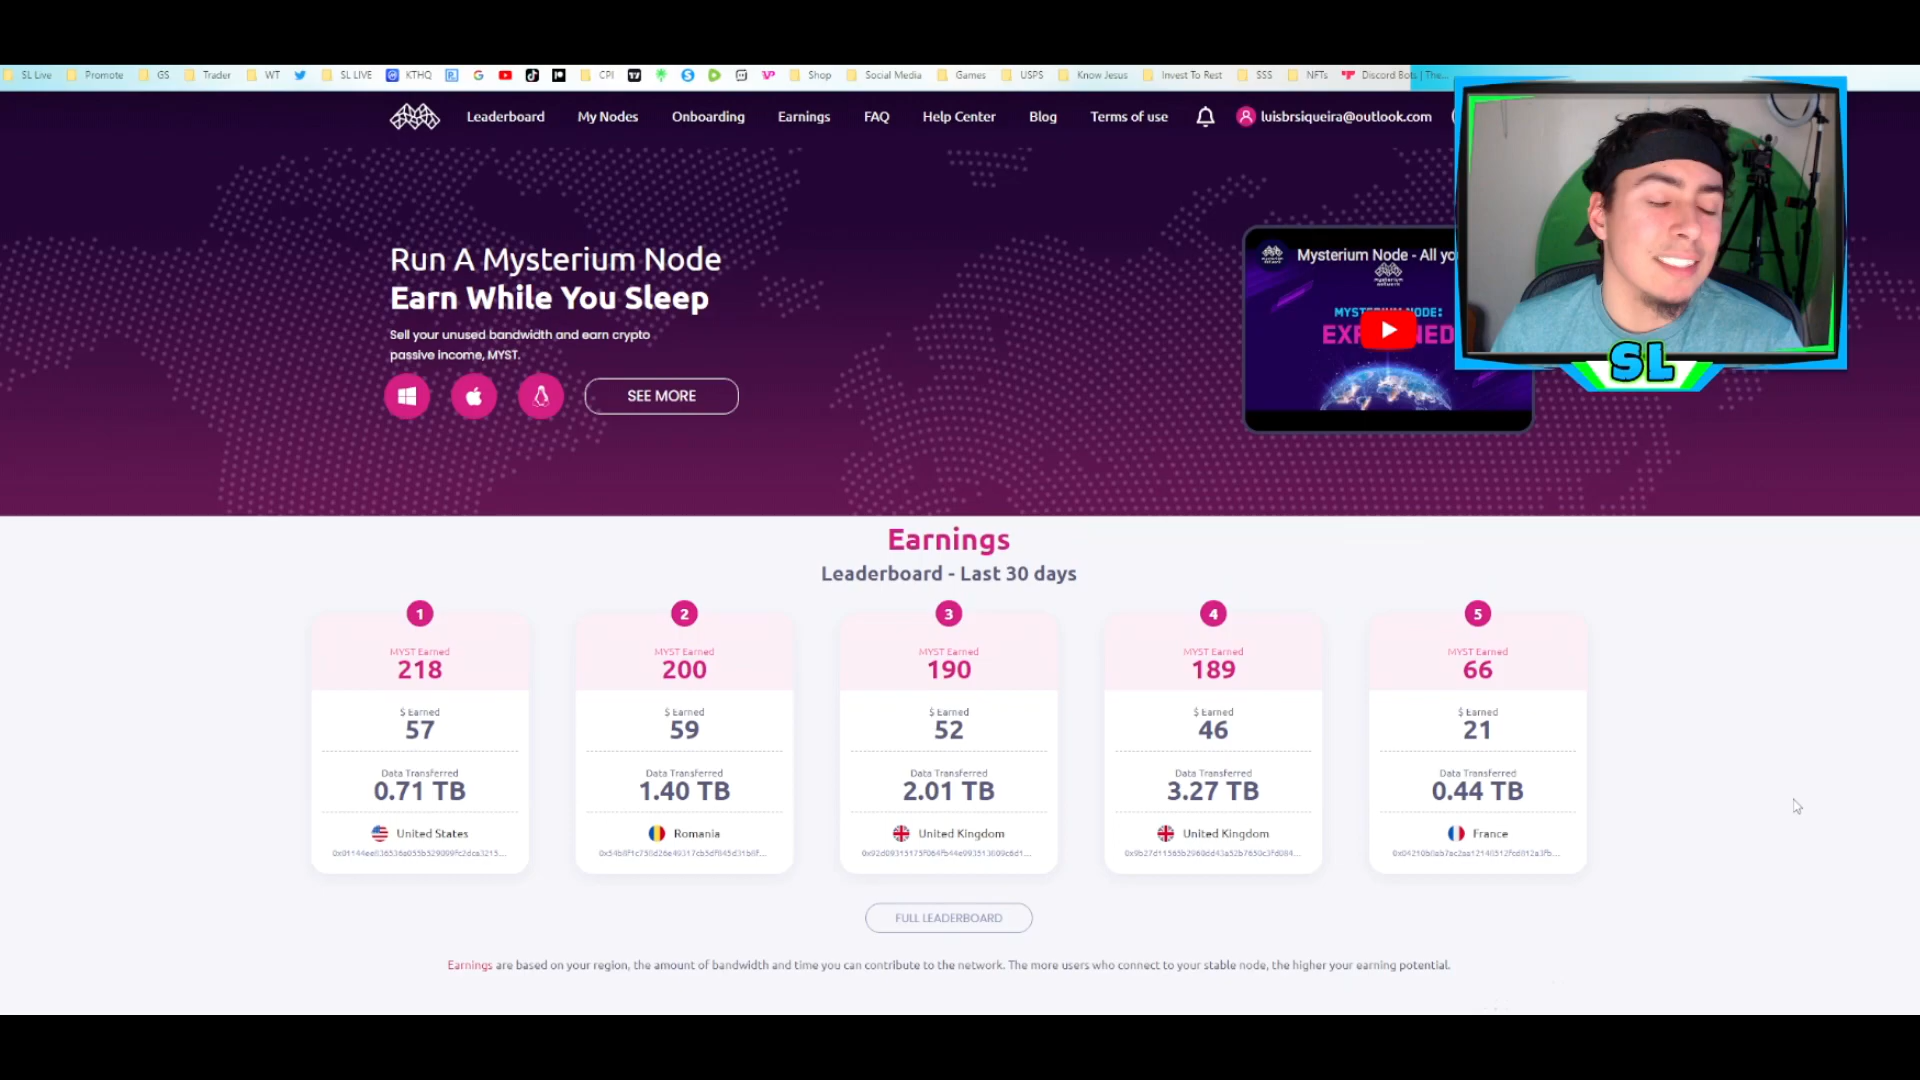 SL Live Promote GS Trader WT SL LIVE KTHQ CPI Shop Social Media Games USPS Know Jesus Invest To Rest SSS NFTs Discord Bots | The...
Leaderboard My Nodes Onboarding Earnings FAQ Help Center Blog Terms of use luisbrsiqueira@outlook.com
Run A Mysterium Node
Earn While You Sleep
Sell your unused bandwidth and earn crypto
passive income, MYST.
SEE MORE
Mysterium Node - All yo
mysterium
network
SL
Earnings
Leaderboard - Last 30 days
1 2 3 4 5
MYST Earned MYST Earned MYST Earned MYST Earned MYST Earned
218 200 190 189 66
$ Earned $ Earned $ Earned $ Earned $ Earned
57 59 52 46 21
Data Transferred Data Transferred Data Transferred Data Transferred Data Transferred
0.71 TB 1.40 TB 2.01 TB 3.27 TB 0.44 TB
United States Romania United Kingdom United Kingdom France
FULL LEADERBOARD
Earnings are based on your region, the amount of bandwidth and time you can contribute to the network. The more users who connect to your stable node, the higher your earning potential.